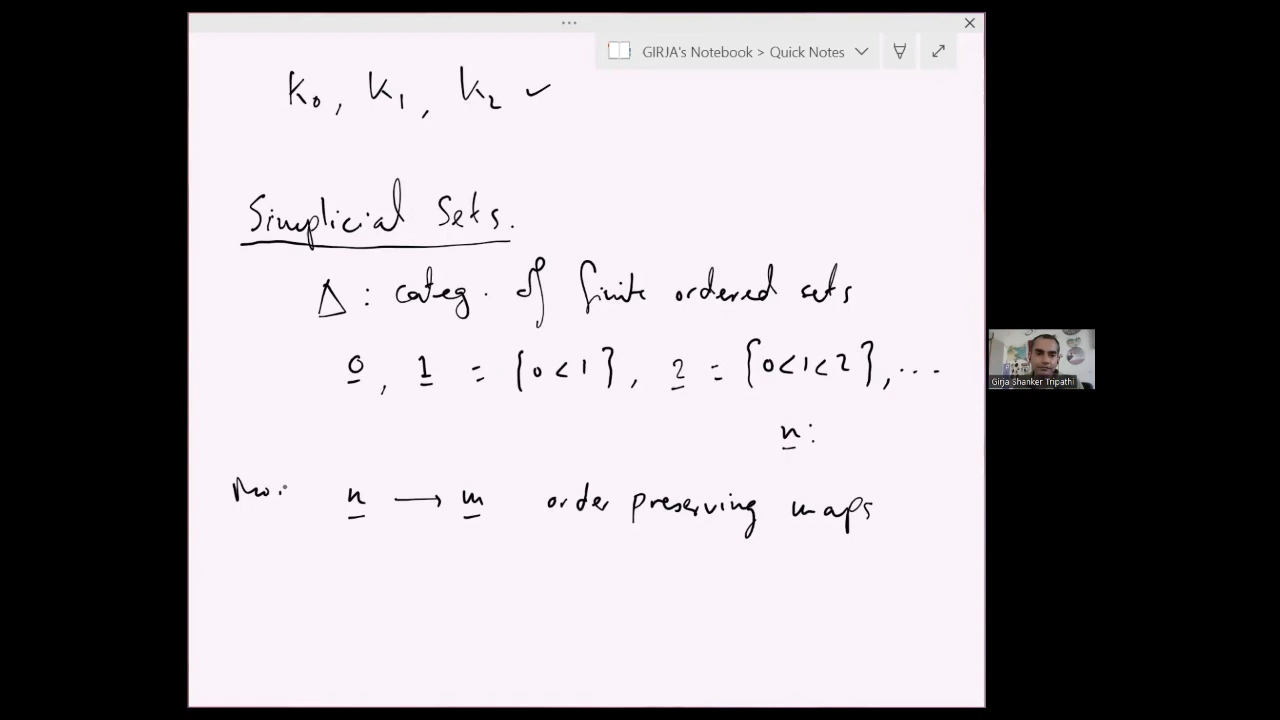 GIRJA's Notebook > Quick Notes
K₀, K₁, K₂ ✓
Simplicial Sets.
Δ : categ. of finite ordered sets
0, 1 = {0<1}, 2 = {0<1<2}, ...
n:
Mo: n → m order preserving maps
Girja Shanker Tripathi